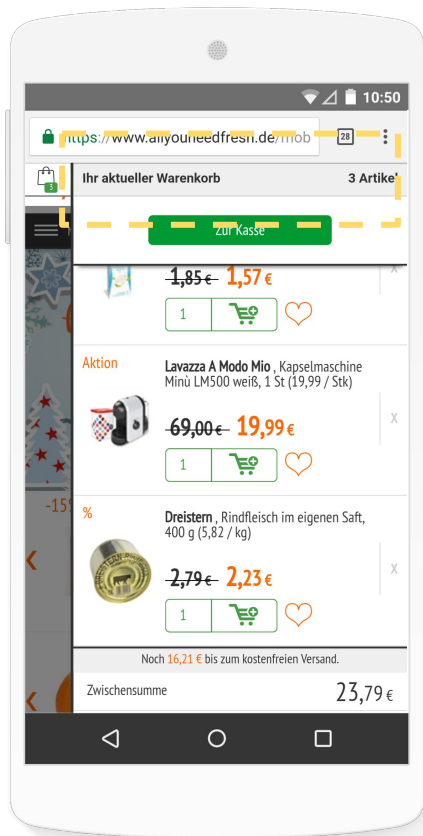 10:50
https://www.allyouneedfresh.de/mob
28
3
Ihr aktueller Warenkorb 3 Artikel
Zur Kasse
1,85 € 1,57 €
x
1
Aktion
Lavazza A Modo Mio , Kapselmaschine
Minù LM500 weiß, 1 St (19,99 / Stk)
69,00 € 19,99 €
x
1
-15
%
Dreistern , Rindfleisch im eigenen Saft,
400 g (5,82 / kg)
2,79 € 2,23 €
x
1
Noch 16,21 € bis zum kostenfreien Versand.
Zwischensumme 23,79 €